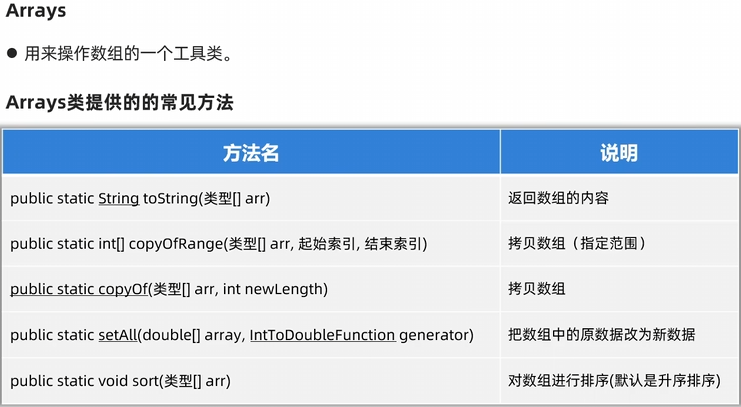 Arrays
● 用来操作数组的一个工具类。
Arrays类提供的的常见方法
方法名 说明
public static String toString(类型[] arr) 返回数组的内容
public static int[] copyOfRange(类型[] arr, 起始索引, 结束索引) 拷贝数组（指定范围）
public static copyOf(类型[] arr, int newLength) 拷贝数组
public static setAll(double[] array, IntToDoubleFunction generator) 把数组中的原数据改为新数据
public static void sort(类型[] arr) 对数组进行排序(默认是升序排序)